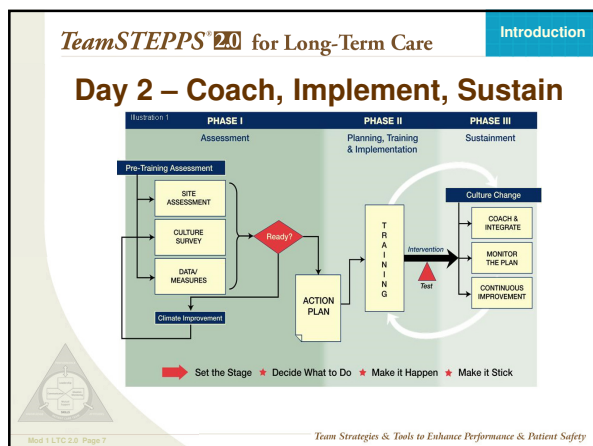 TeamSTEPPS® 2.0 for Long-Term Care
Introduction
Day 2 – Coach, Implement, Sustain
Illustration 1
PHASE I
PHASE II
PHASE III
Assessment
Planning, Training
& Implementation
Sustainment
Pre-Training Assessment
SITE
ASSESSMENT
CULTURE
SURVEY
DATA/
MEASURES
Climate Improvement
Ready?
ACTION
PLAN
TRAINING
Intervention
Test
Culture Change
COACH &
INTEGRATE
MONITOR
THE PLAN
CONTINUOUS
IMPROVEMENT
Set the Stage ★ Decide What to Do ★ Make it Happen ★ Make it Stick
Mod 1 LTC 2.0 Page 7
Team Strategies & Tools to Enhance Performance & Patient Safety